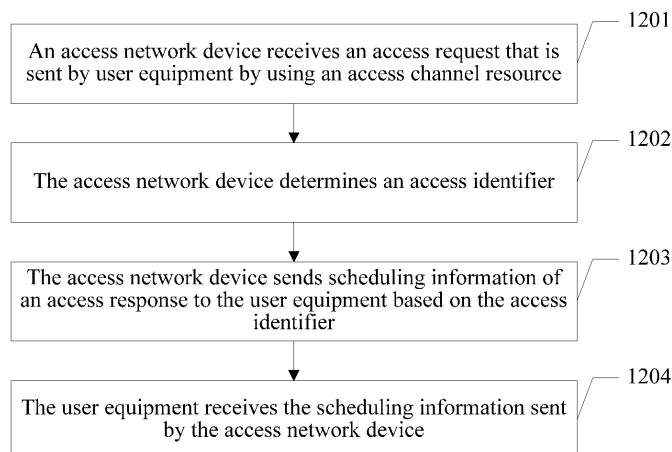 1201
An access network device receives an access request that is
sent by user equipment by using an access channel resource
1202
The access network device determines an access identifier
1203
The access network device sends scheduling information of
an access response to the user equipment based on the access
identifier
1204
The user equipment receives the scheduling information sent
by the access network device